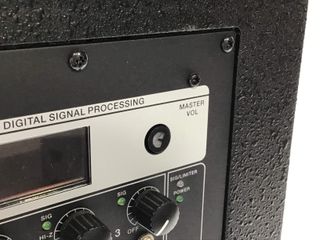 DIGITAL SIGNAL PROCESSING
MASTER
VOL
SIG
SIG/LIMITER
POWER
SIG
HI-Z
3
OFF